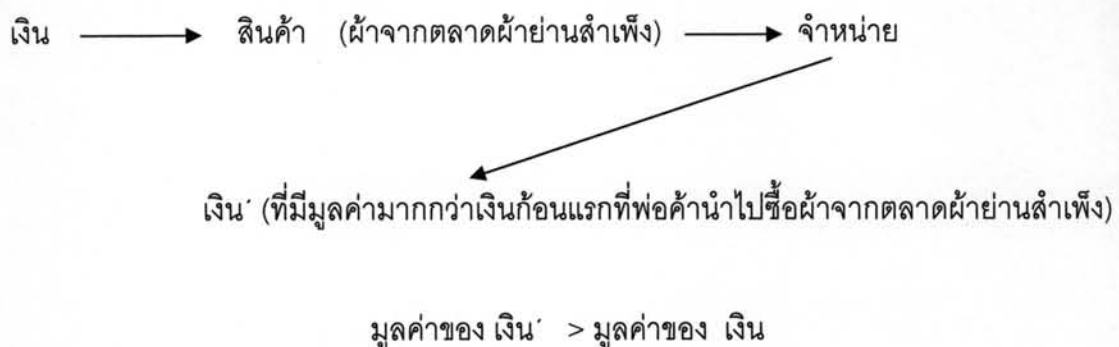 เงิน สินค้า (ผ้าจากตลาดผ้าย่านสำเพ็ง) จำหน่าย
เงิน´ (ที่มีมูลค่ามากกว่าเงินก้อนแรกที่พ่อค้านำไปซื้อผ้าจากตลาดผ้าย่านสำเพ็ง)
มูลค่าของ เงิน´ > มูลค่าของ เงิน